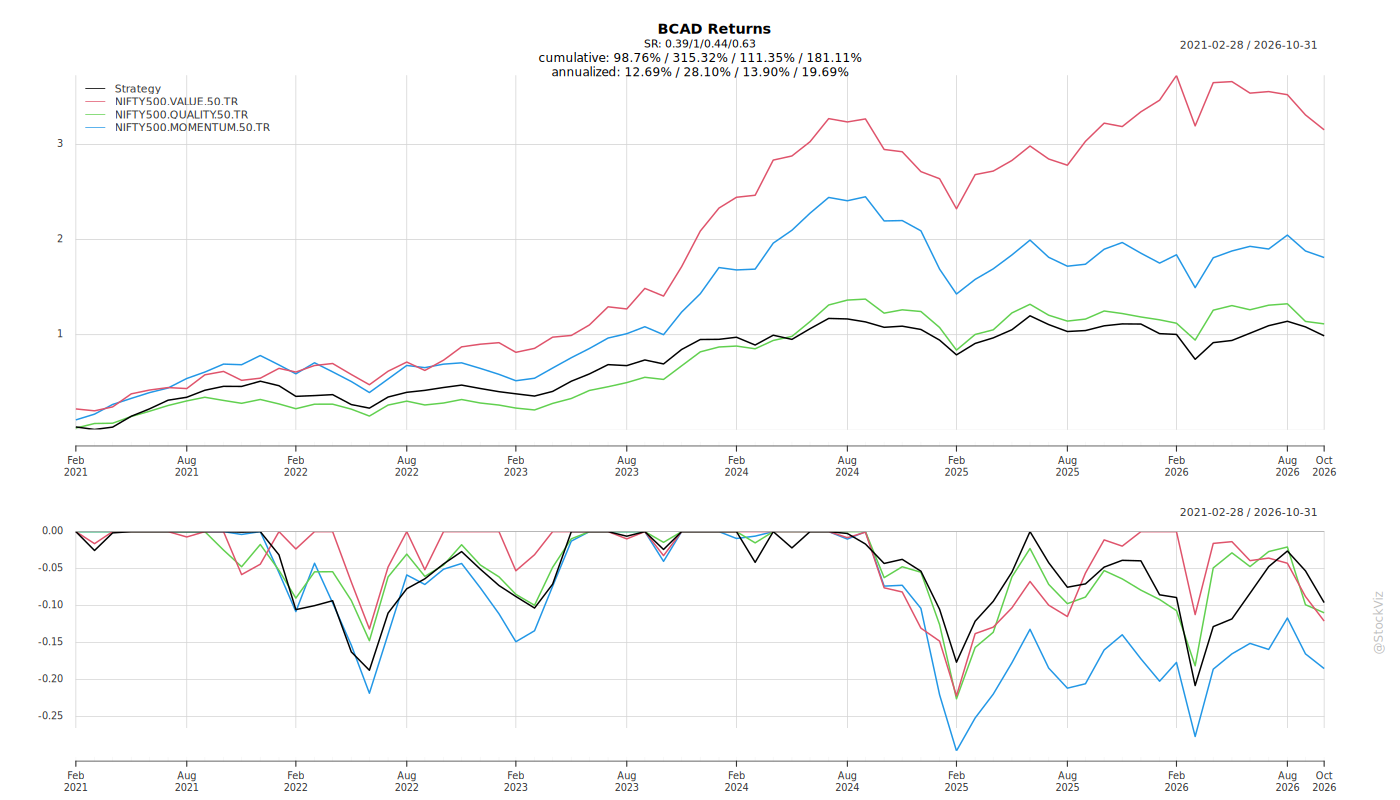 BCAD Returns
SR: 0.39/1/0.44/0.63
cumulative: 98.76% / 315.32% / 111.35% / 181.11%
annualized: 12.69% / 28.10% / 13.90% / 19.69%
2021-02-28 / 2026-10-31
Strategy
NIFTY500.VALUE.50.TR
NIFTY500.QUALITY.50.TR
NIFTY500.MOMENTUM.50.TR
3
2
1
Feb Aug Feb Aug Feb Aug Feb Aug Feb Aug Feb Aug Oct
2021 2021 2022 2022 2023 2023 2024 2024 2025 2025 2026 2026 2026
2021-02-28 / 2026-10-31
0.00
-0.05
-0.10
-0.15
-0.20
-0.25
Feb Aug Feb Aug Feb Aug Feb Aug Feb Aug Feb Aug Oct
2021 2021 2022 2022 2023 2023 2024 2024 2025 2025 2026 2026 2026
@StockViz